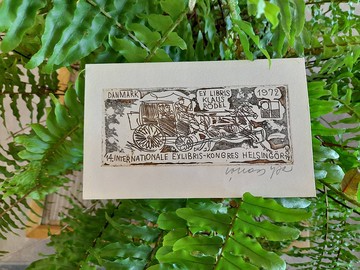 DANMARK
EX LIBRIS
KLAUS
RÖDEL
1972
14. INTERNATIONALE EXLIBRIS-KONGRES HELSINGØR